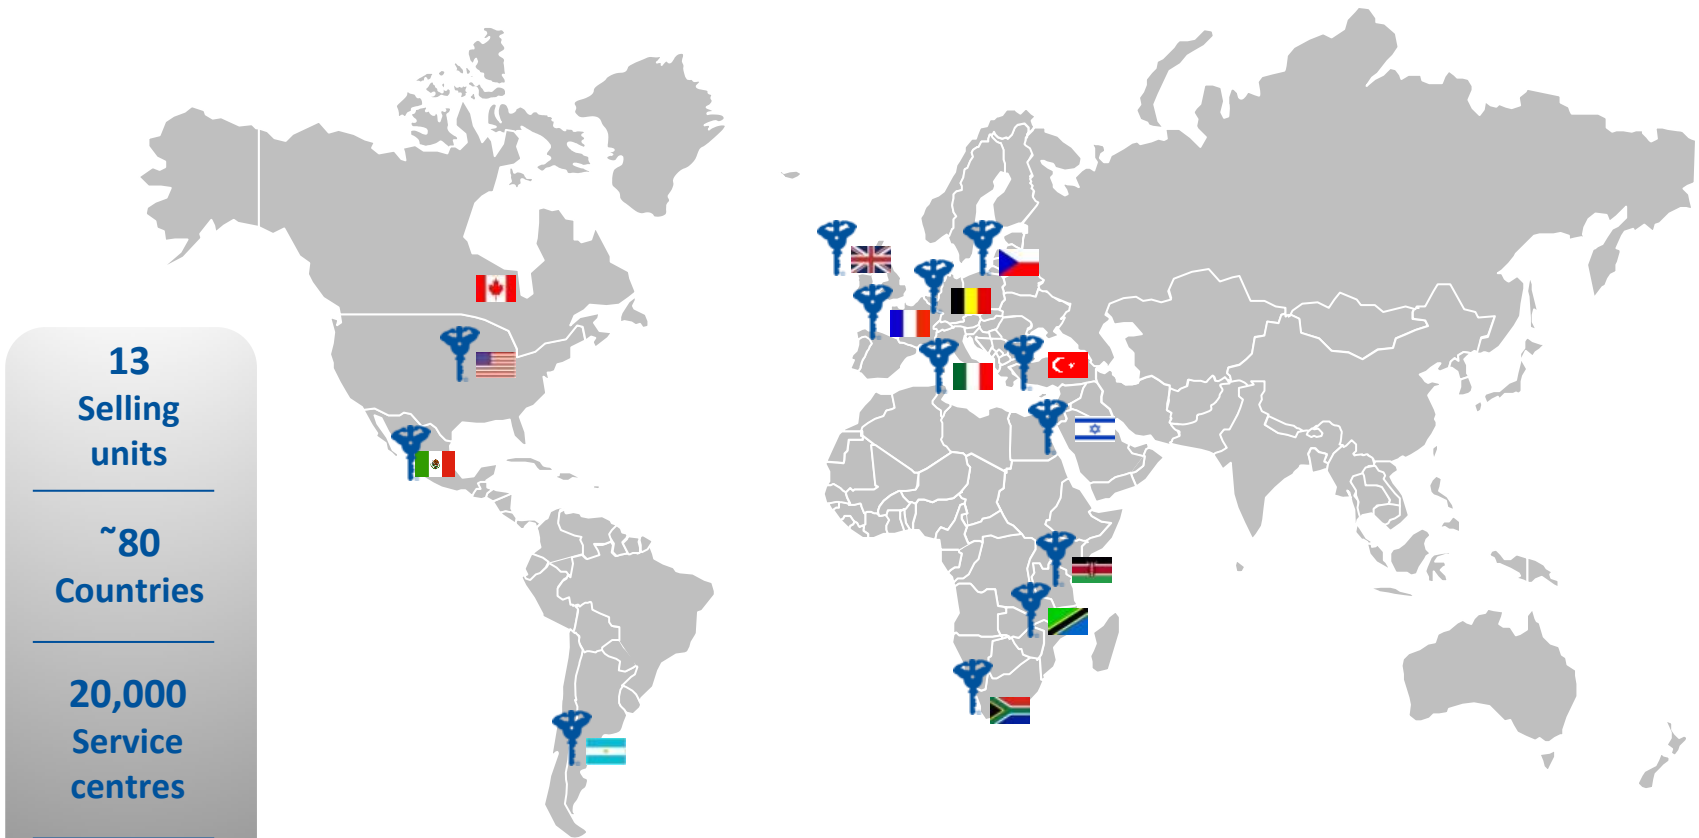 13
Selling
units
~80
Countries
20,000
Service
centres